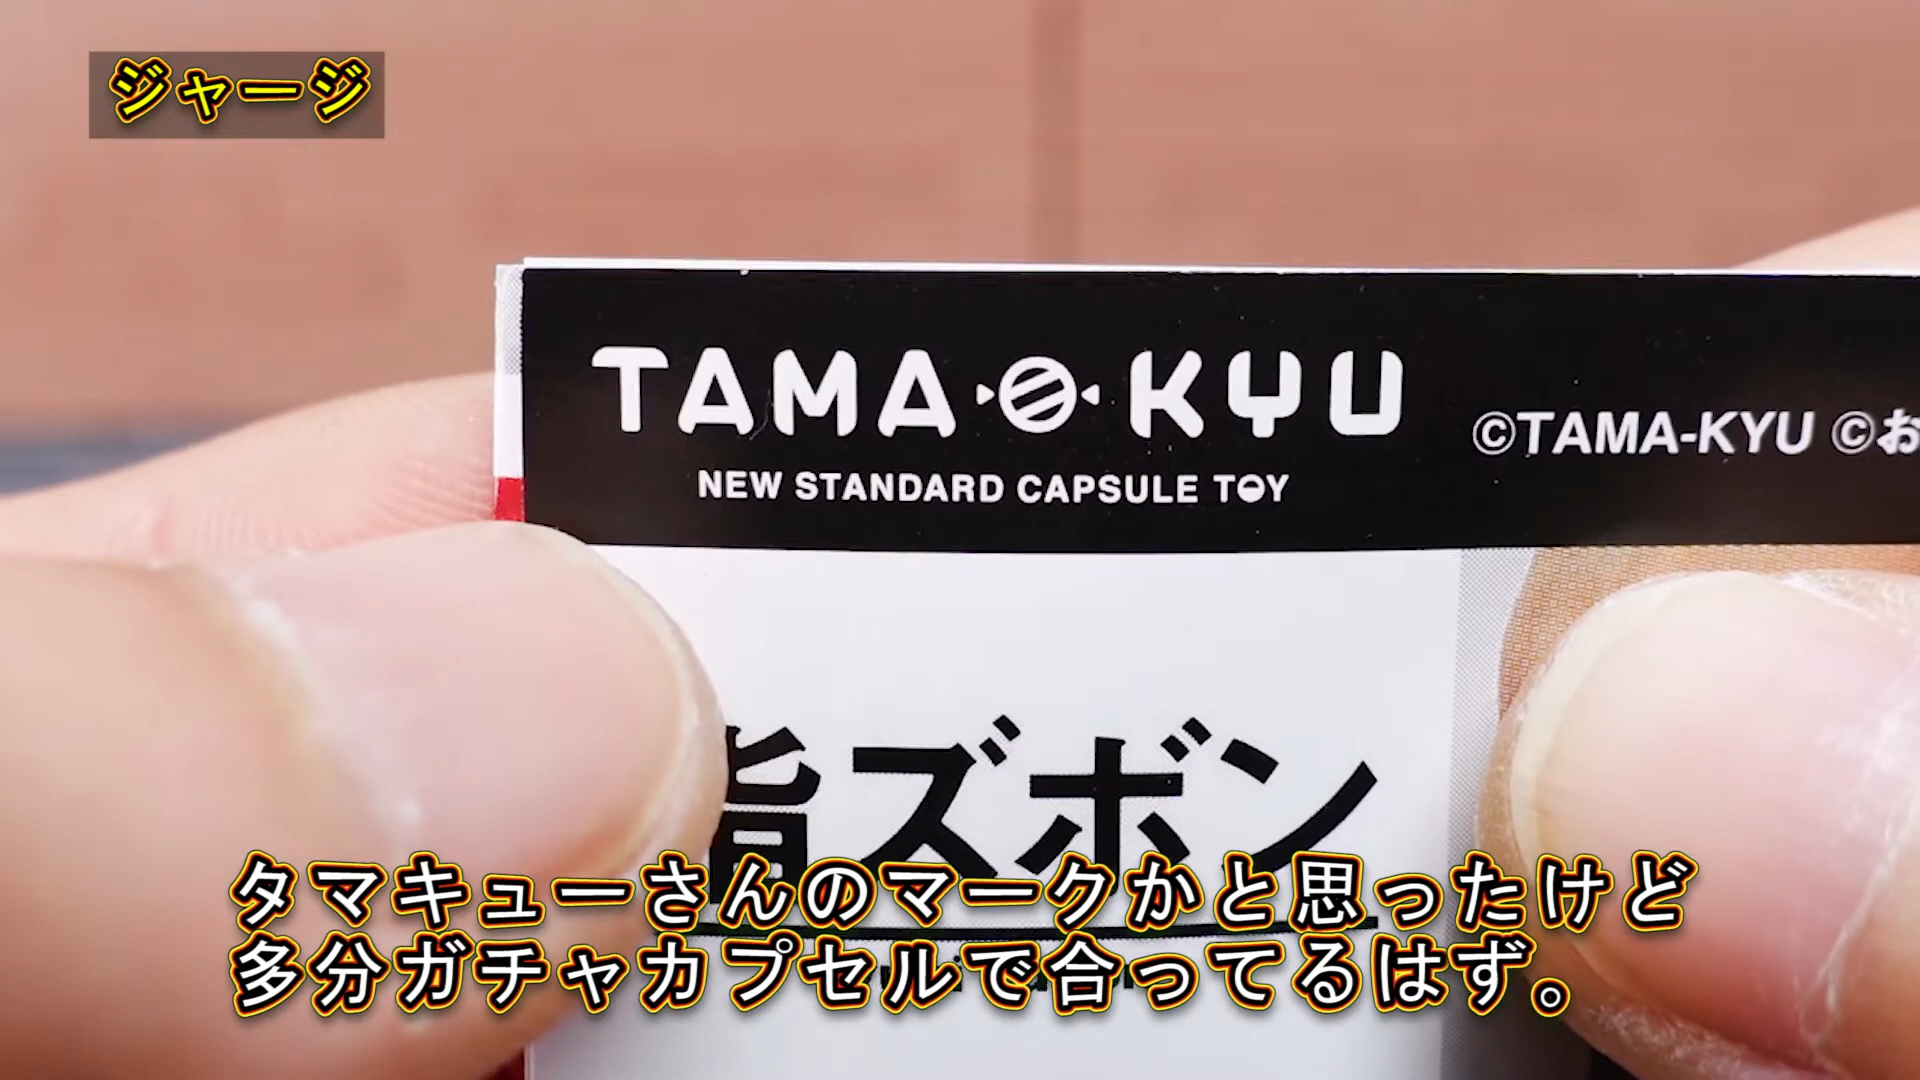 ジャージ
TAMA KYU
NEW STANDARD CAPSULE TOY
©TAMA-KYU ©お
指ズボン
タマキューさんのマークかと思ったけど
多分ガチャカプセルで合ってるはず。